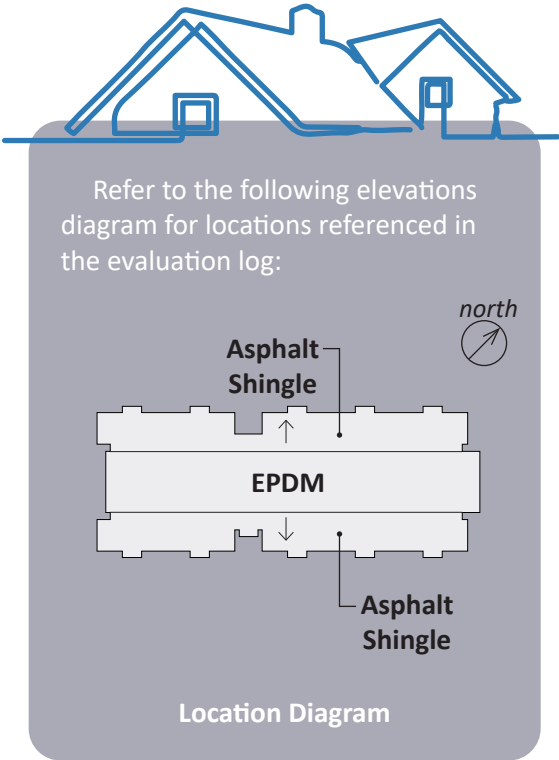 Refer to the following elevations
diagram for locations referenced in
the evaluation log:
north
Asphalt
Shingle
EPDM
Asphalt
Shingle
Location Diagram